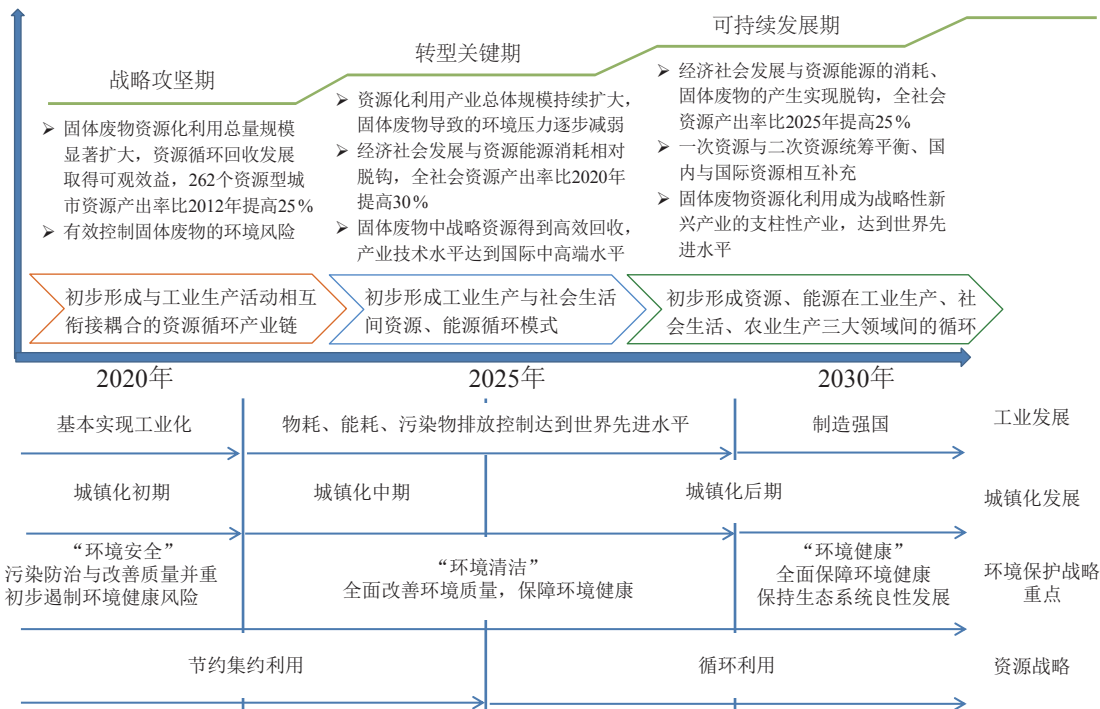 战略攻坚期
固体废物资源化利用总量规模
显著扩大，资源循环回收发展
取得可观效益，262个资源型城
市资源产出率比2012年提高25%
有效控制固体废物的环境风险
转型关键期
资源化利用产业总体规模持续扩大，
固体废物导致的环境压力逐步减弱
经济社会发展与资源能源消耗相对
脱钩，全社会资源产出率比2020年
提高30%
固体废物中战略资源得到高效回收，
产业技术水平达到国际中高端水平
可持续发展期
经济社会发展与资源能源的消耗、
固体废物的产生实现脱钩，全社会
资源产出率比2025年提高25%
一次资源与二次资源统筹平衡、国
内与国际资源相互补充
固体废物资源化利用成为战略性新
兴产业的支柱性产业，达到世界先
进水平
初步形成与工业生产活动相互
衔接耦合的资源循环产业链
初步形成工业生产与社会生活
间资源、能源循环模式
初步形成资源、能源在工业生产、社
会生活、农业生产三大领域间的循环
2020年
2025年
2030年
基本实现工业化
物耗、能耗、污染物排放控制达到世界先进水平
制造强国
工业发展
城镇化初期
城镇化中期
城镇化后期
城镇化发展
“环境安全”
污染防治与改善质量并重
初步遏制环境健康风险
“环境清洁”
全面改善环境质量，保障环境健康
“环境健康”
全面保障环境健康
保持生态系统良性发展
环境保护战略
重点
节约集约利用
循环利用
资源战略